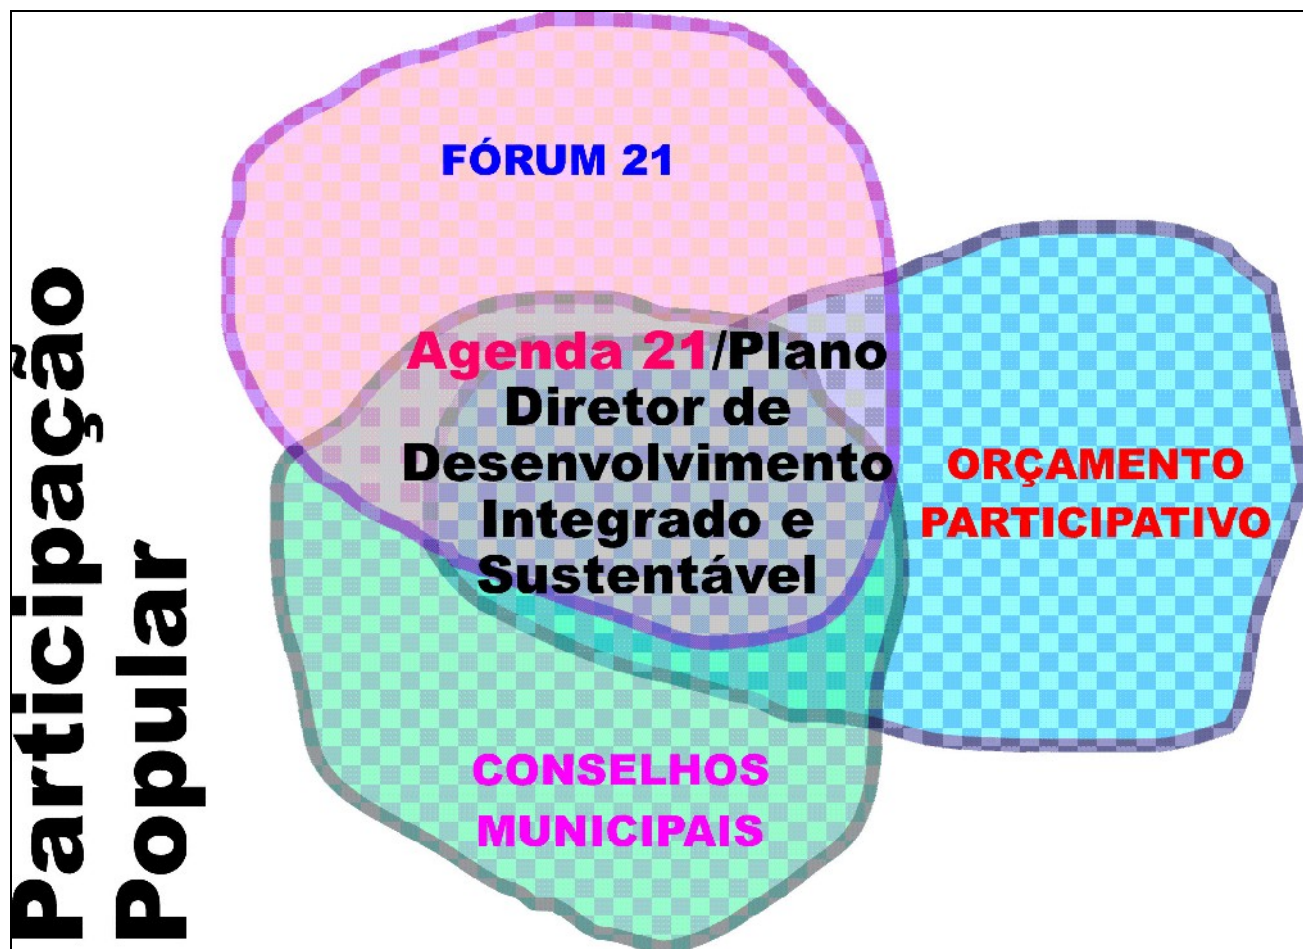 Participação
Popular
FÓRUM 21
Agenda 21/Plano
Diretor de
Desenvolvimento
Integrado e
Sustentável
ORÇAMENTO
PARTICIPATIVO
CONSELHOS
MUNICIPAIS